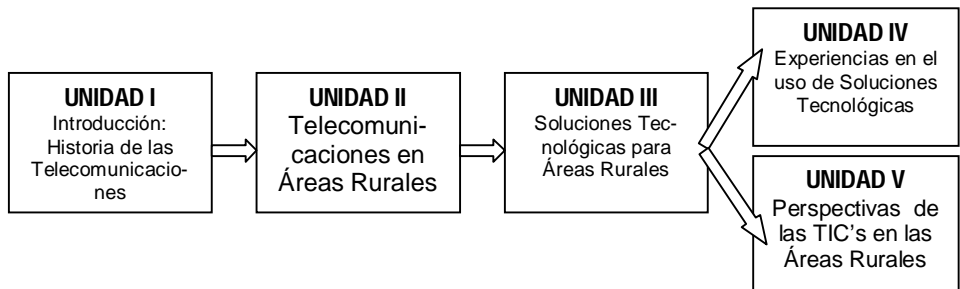 UNIDAD I
Introducción:
Historia de las
Telecomunicacio-
nes
UNIDAD II
Telecomuni-
caciones en
Áreas Rurales
UNIDAD III
Soluciones Tec-
nológicas para
Áreas Rurales
UNIDAD IV
Experiencias en el
uso de Soluciones
Tecnológicas
UNIDAD V
Perspectivas de
las TIC's en las
Áreas Rurales